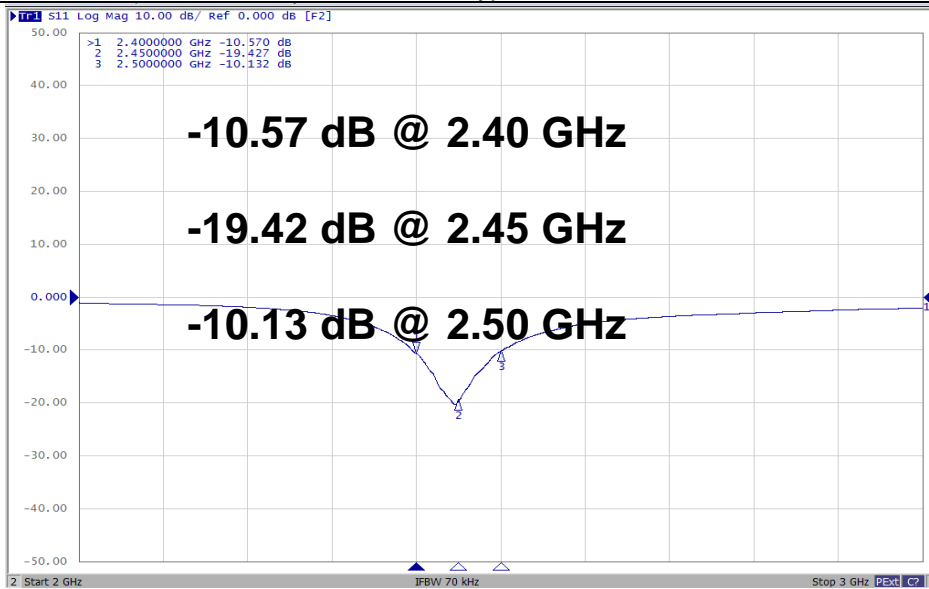 Tr1 S11 Log Mag 10.00 dB/ Ref 0.000 dB [F2]
50.00
>1 2.4000000 GHz -10.570 dB
2 2.4500000 GHz -19.427 dB
3 2.5000000 GHz -10.132 dB
40.00
-10.57 dB @ 2.40 GHz
30.00
20.00
-19.42 dB @ 2.45 GHz
10.00
0.000
1
-10.13 dB @ 2.50 GHz
-10.00
3
-20.00
2
-30.00
-40.00
-50.00
2 Start 2 GHz IFBW 70 kHz Stop 3 GHz PExt C?